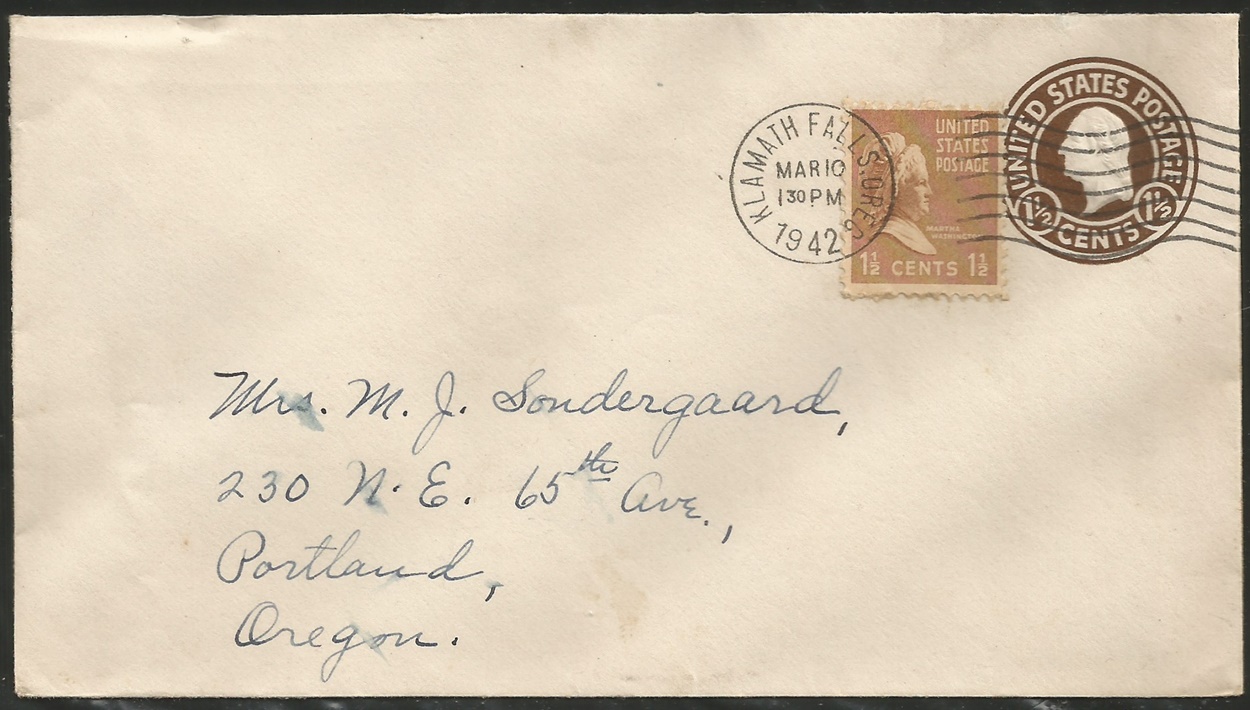 KLAMATH FALLS. OREG.
MAR 10
1 30 PM
1942
UNITED
STATES
POSTAGE
MARTHA
WASHINGTON
1½ CENTS 1½
UNITED STATES POSTAGE
1½ CENTS 1½
Mrs. M. J. Sondergaard,
230 N. E. 65th Ave.,
Portland,
Oregon.